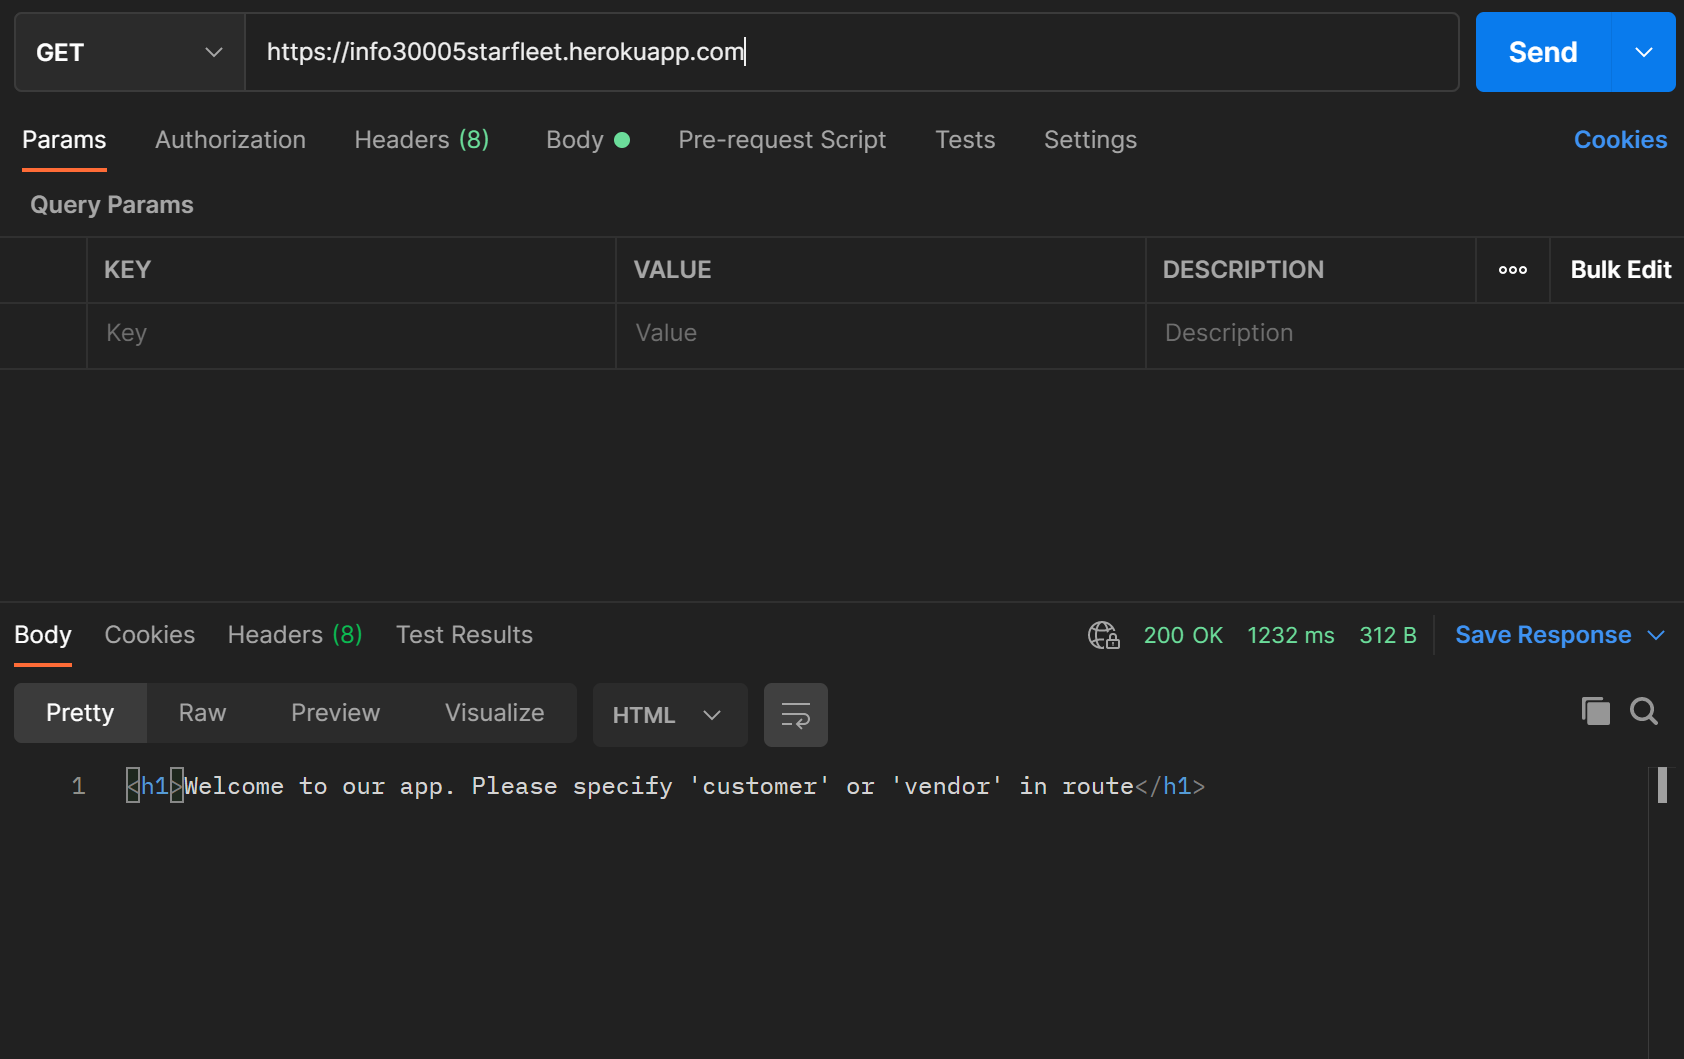 GET https://info30005starfleet.herokuapp.com Send
Params Authorization Headers (8) Body Pre-request Script Tests Settings Cookies
Query Params
KEY VALUE DESCRIPTION Bulk Edit
Key Value Description
Body Cookies Headers (8) Test Results 200 OK 1232 ms 312 B Save Response
Pretty Raw Preview Visualize HTML
1 <h1>Welcome to our app. Please specify 'customer' or 'vendor' in route</h1>